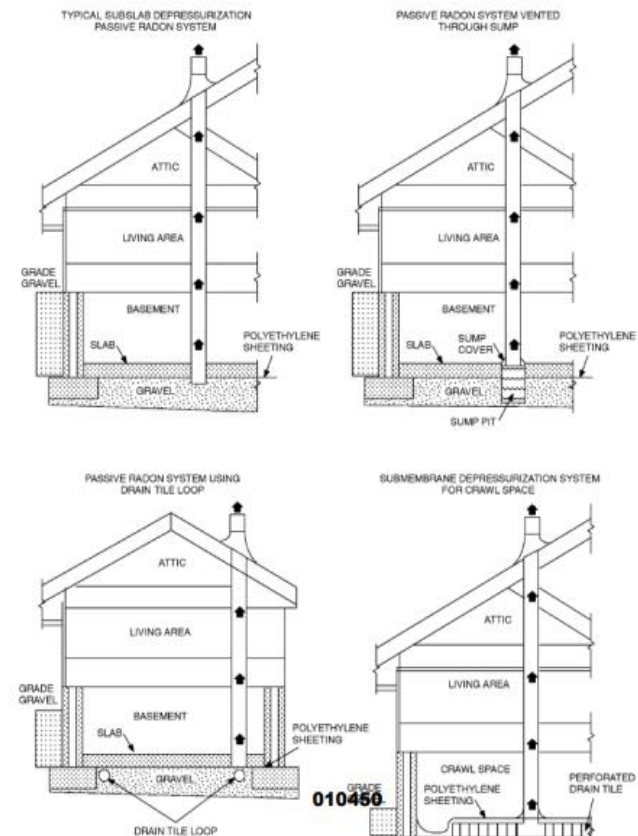 TYPICAL SUBSLAB DEPRESSURIZATION
PASSIVE RADON SYSTEM
ATTIC
LIVING AREA
GRADE
GRAVEL
BASEMENT
SLAB
POLYETHYLENE
SHEETING
GRAVEL
PASSIVE RADON SYSTEM VENTED
THROUGH SUMP
ATTIC
LIVING AREA
GRADE
GRAVEL
BASEMENT
SLAB
SUMP
COVER
POLYETHYLENE
SHEETING
GRAVEL
SUMP PIT
PASSIVE RADON SYSTEM USING
DRAIN TILE LOOP
ATTIC
LIVING AREA
GRADE
GRAVEL
BASEMENT
SLAB
POLYETHYLENE
SHEETING
GRAVEL
DRAIN TILE LOOP
SUBMEMBRANE DEPRESSURIZATION SYSTEM
FOR CRAWL SPACE
ATTIC
LIVING AREA
CRAWL SPACE
POLYETHYLENE
SHEETING
PERFORATED
DRAIN TILE
GRADE
010450